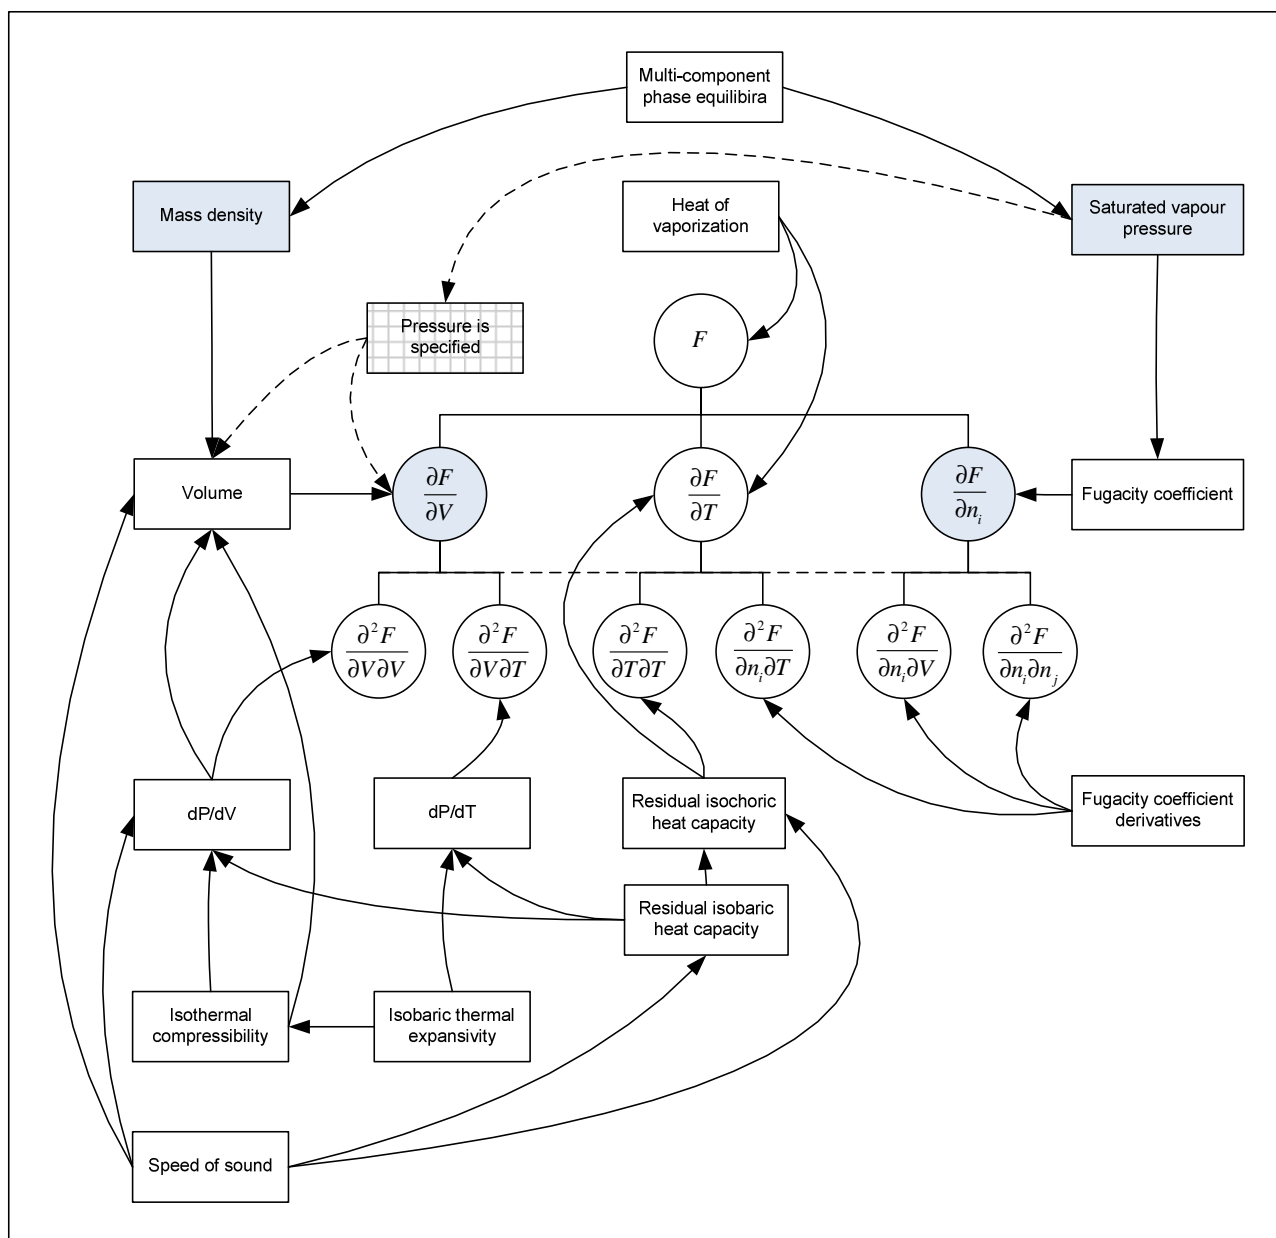 Multi-component
phase equilibira
Mass density
Heat of
vaporization
Saturated vapour
pressure
Pressure is
specified
F
Volume
∂F
∂V
∂F
∂T
∂F
∂n_i
Fugacity coefficient
∂²F
∂V∂V
∂²F
∂V∂T
∂²F
∂T∂T
∂²F
∂n_i∂T
∂²F
∂n_i∂V
∂²F
∂n_i∂n_j
dP/dV
dP/dT
Residual isochoric
heat capacity
Fugacity coefficient
derivatives
Residual isobaric
heat capacity
Isothermal
compressibility
Isobaric thermal
expansivity
Speed of sound